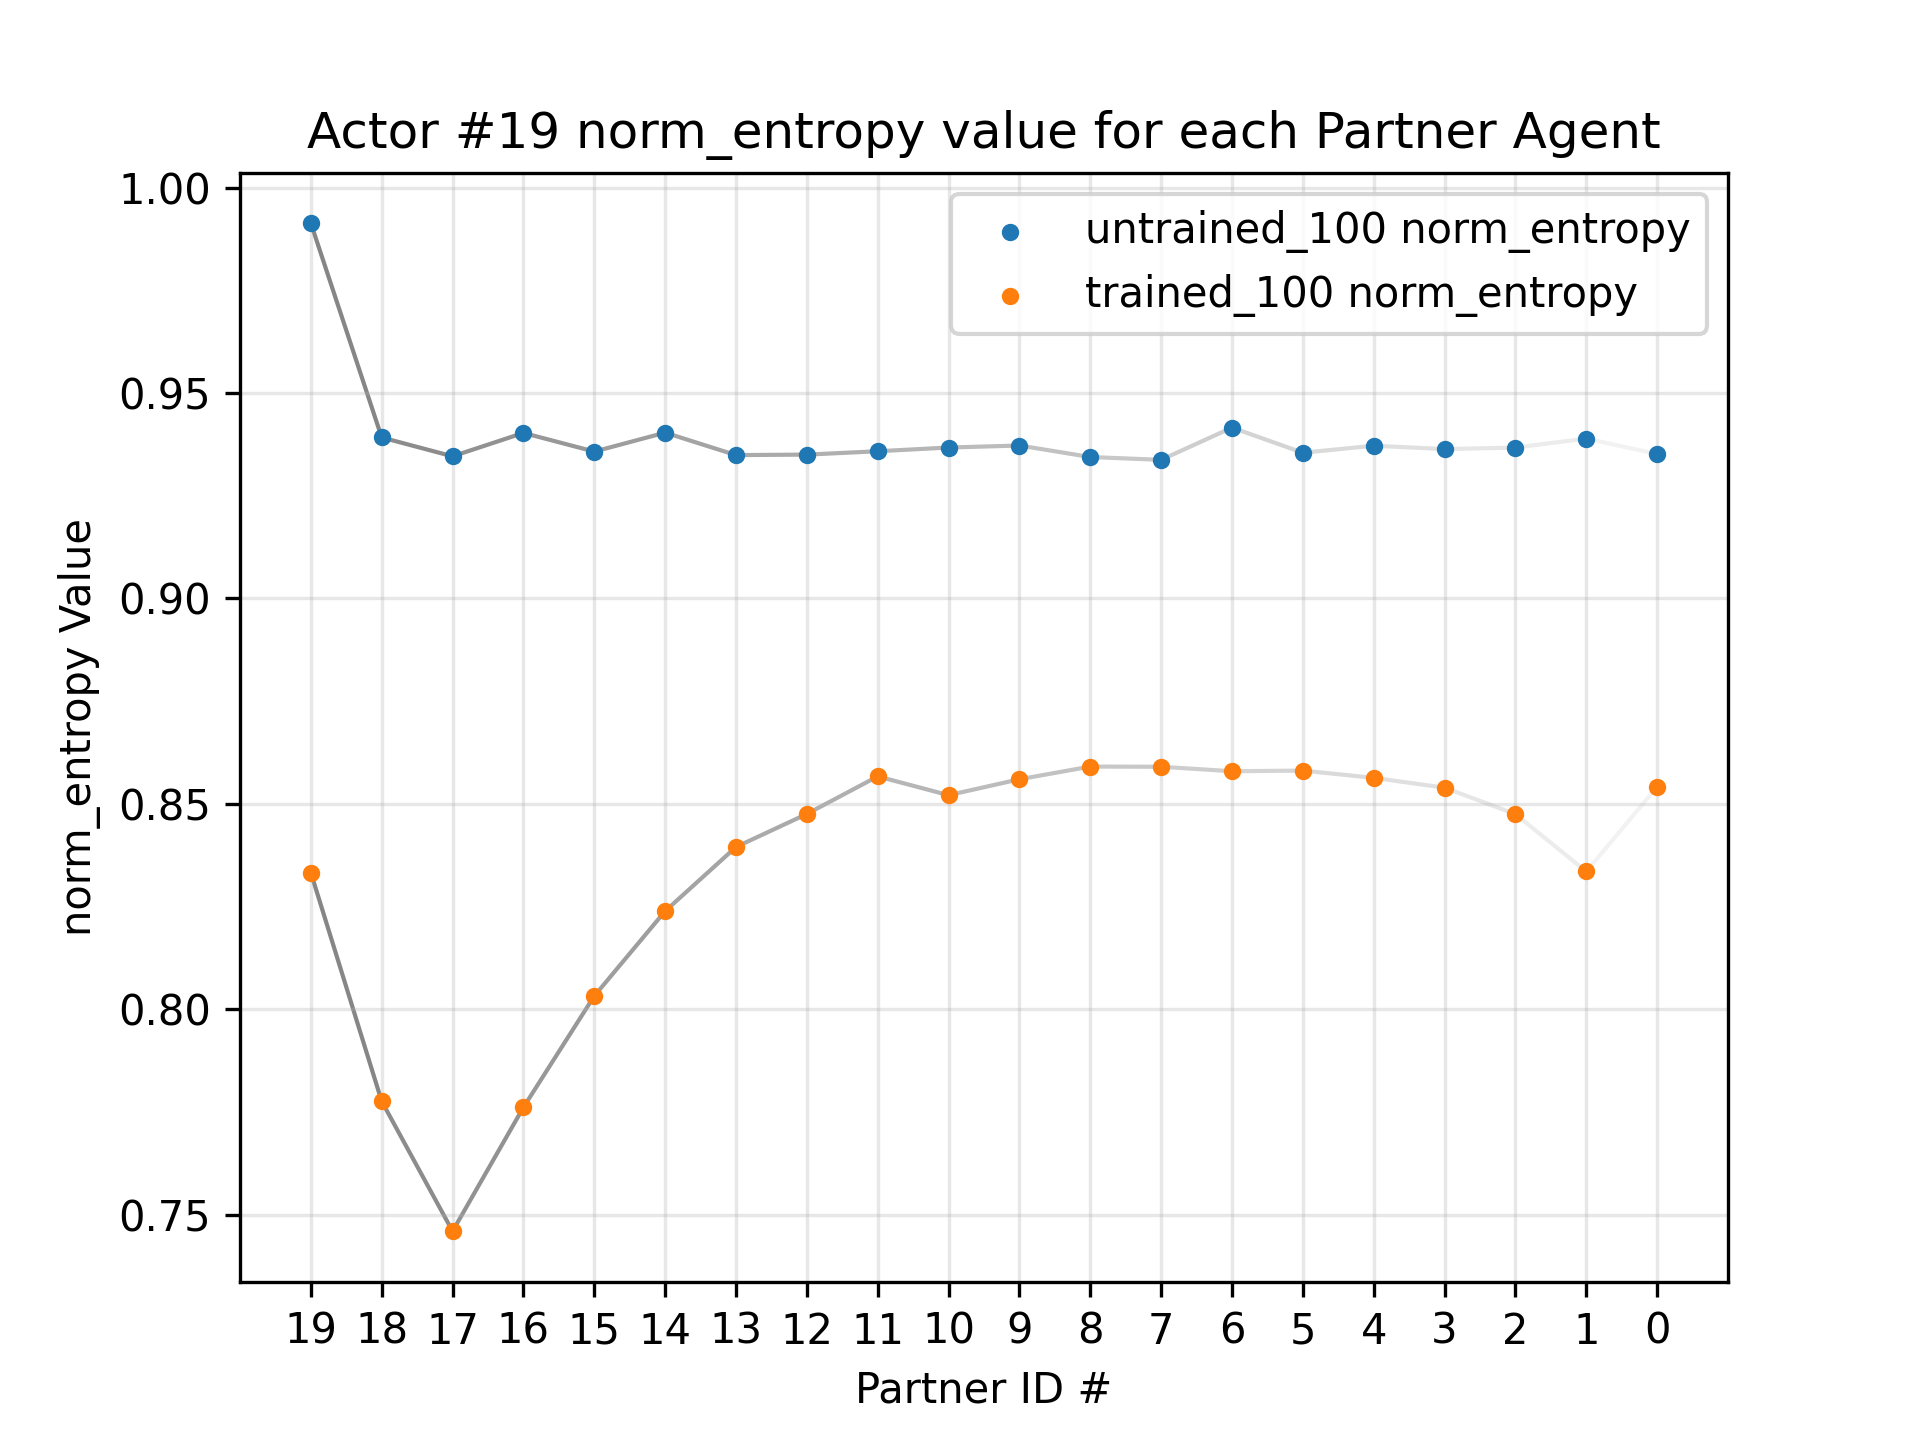 Actor #19 norm_entropy value for each Partner Agent
untrained_100 norm_entropy
trained_100 norm_entropy
norm_entropy Value
1.00
0.95
0.90
0.85
0.80
0.75
19 18 17 16 15 14 13 12 11 10 9 8 7 6 5 4 3 2 1 0
Partner ID #